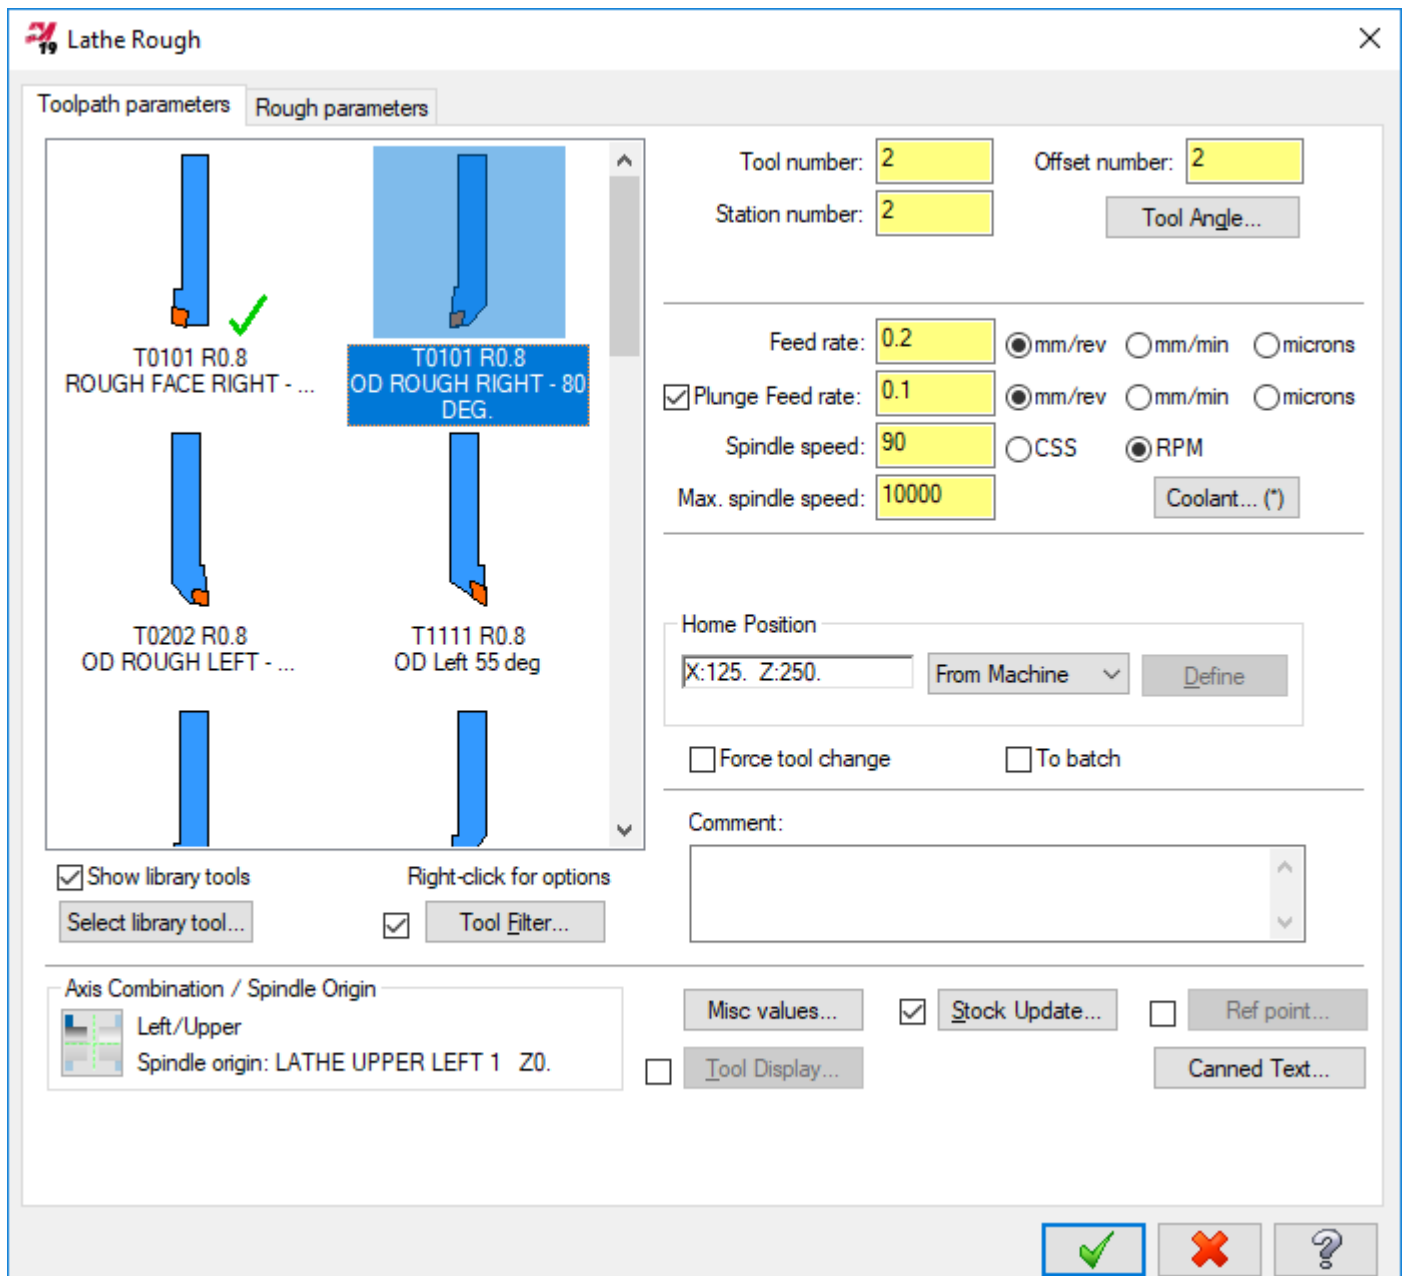 19 Lathe Rough
Toolpath parameters
Rough parameters
T0101 R0.8
ROUGH FACE RIGHT - ...
T0101 R0.8
OD ROUGH RIGHT - 80
DEG.
T0202 R0.8
OD ROUGH LEFT - ...
T1111 R0.8
OD Left 55 deg
Show library tools
Right-click for options
Select library tool...
Tool Filter...
Tool number: 2
Offset number: 2
Station number: 2
Tool Angle...
Feed rate: 0.2 mm/rev mm/min microns
Plunge Feed rate: 0.1 mm/rev mm/min microns
Spindle speed: 90 CSS RPM
Max. spindle speed: 10000 Coolant... (*)
Home Position
X:125. Z:250. From Machine Define
Force tool change To batch
Comment:
Axis Combination / Spindle Origin
Left/Upper
Spindle origin: LATHE UPPER LEFT 1 Z0.
Misc values... Stock Update... Ref point...
Tool Display... Canned Text...